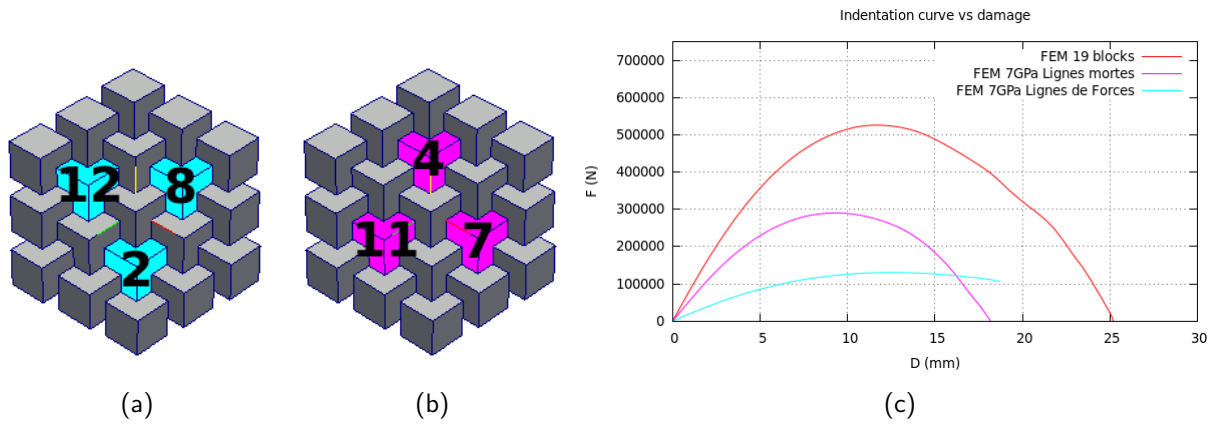 12
8
2
(a)
4
11
7
(b)
Indentation curve vs damage
FEM 19 blocks
FEM 7GPa Lignes mortes
FEM 7GPa Lignes de Forces
F (N)
700000
600000
500000
400000
300000
200000
100000
0
0 5 10 15 20 25 30
D (mm)
(c)